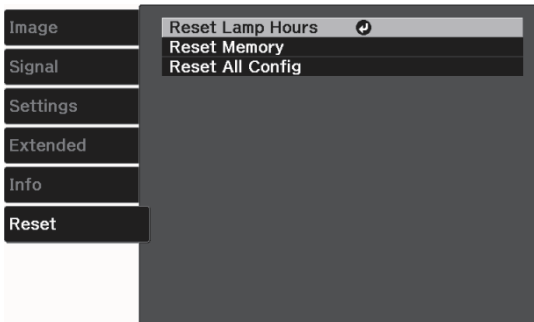 Image
Signal
Settings
Extended
Info
Reset
Reset Lamp Hours
Reset Memory
Reset All Config